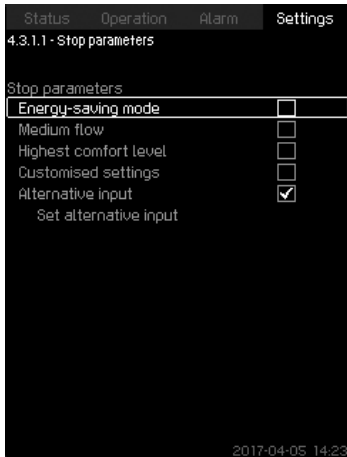 Status Operation Alarm Settings
4.3.1.1 - Stop parameters
Stop parameters
Energy-saving mode
Medium flow
Highest comfort level
Customised settings
Alternative input
Set alternative input
2017-04-05 14:23